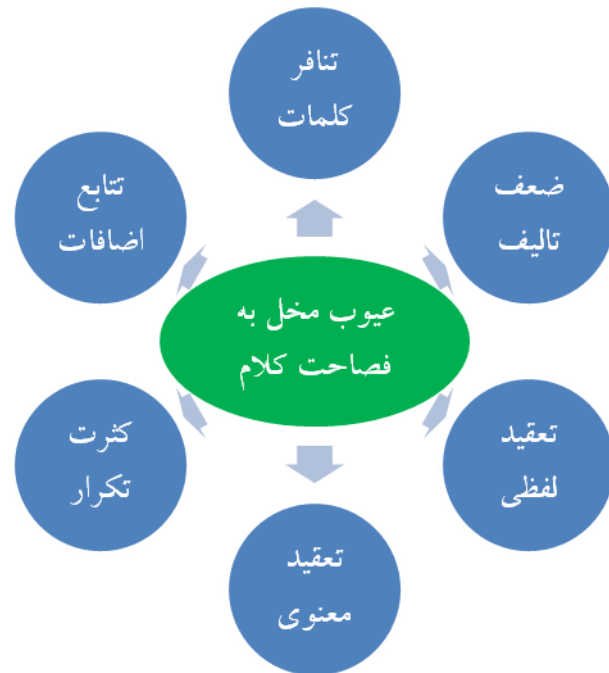 تنافر
کلمات
ضعف
تالیف
تتابع
اضافات
عیوب مخل به
فصاحت کلام
تعقید
لفظی
کثرت
تکرار
تعقید
معنوی